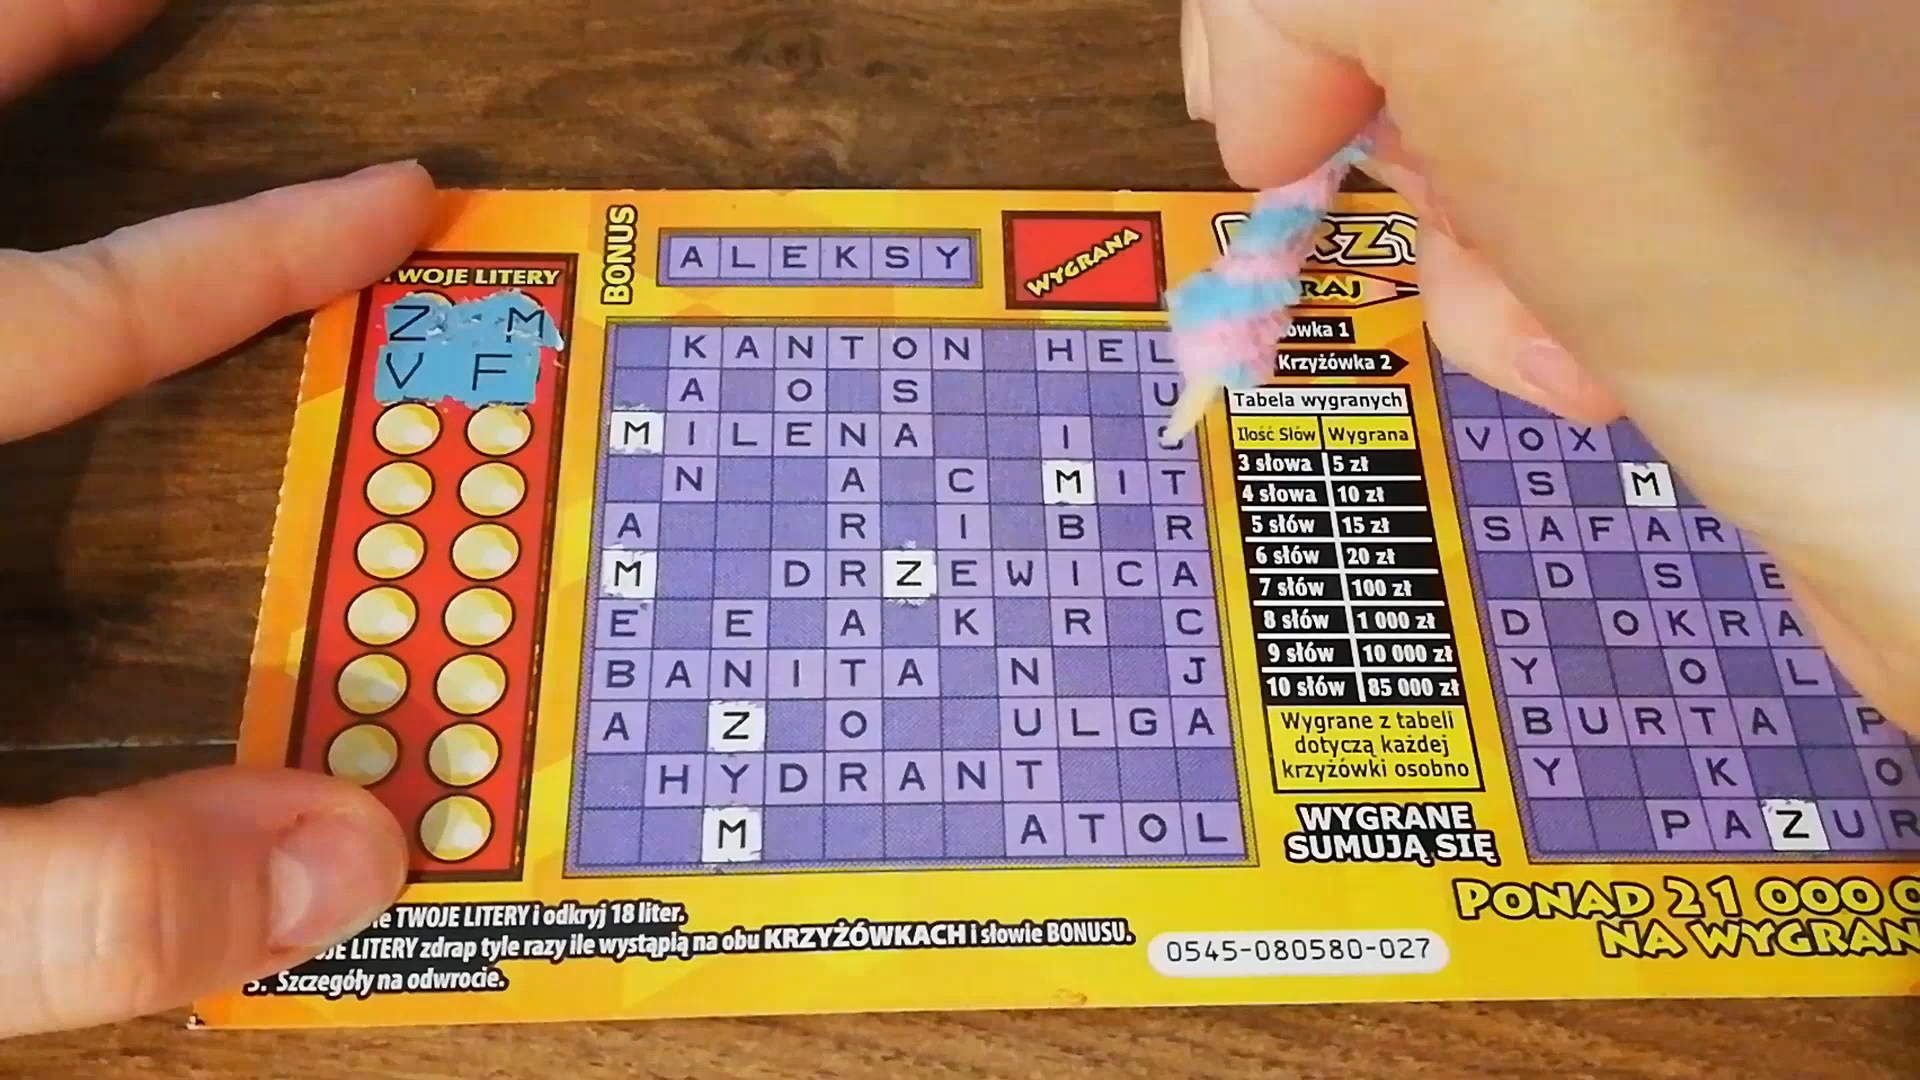 TWOJE LITERY
Z M
V F
BONUS
ALEKSY
WYGRANA
KANTON HEL
A O S U
MILENA I
N A C MIT
A R I B R
M DRZEWICA
E E A K R C
BANITA N J
A Z O ULGA
HYDRANT
M ATOL
Krzyżówka 2
Tabela wygranych
Ilość Słów Wygrana
3 słowa 5 zł
4 słowa 10 zł
5 słów 15 zł
6 słów 20 zł
7 słów 100 zł
8 słów 1 000 zł
9 słów 10 000 zł
10 słów 85 000 zł
Wygrane z tabeli
dotyczą każdej
krzyżówki osobno
WYGRANE
SUMUJĄ SIĘ
VOX
S M
SAFAR
D S E
D OKRA
Y O L
BURTA P
Y K O
PAZUR
PONAD 21 000
NA WYGRAN
TWOJE LITERY i odkryj 18 liter.
LITERY zdrap tyle razy ile wystąpią na obu KRZYŻÓWKACH i słowie BONUSU.
3. Szczegóły na odwrocie.
0545-080580-027